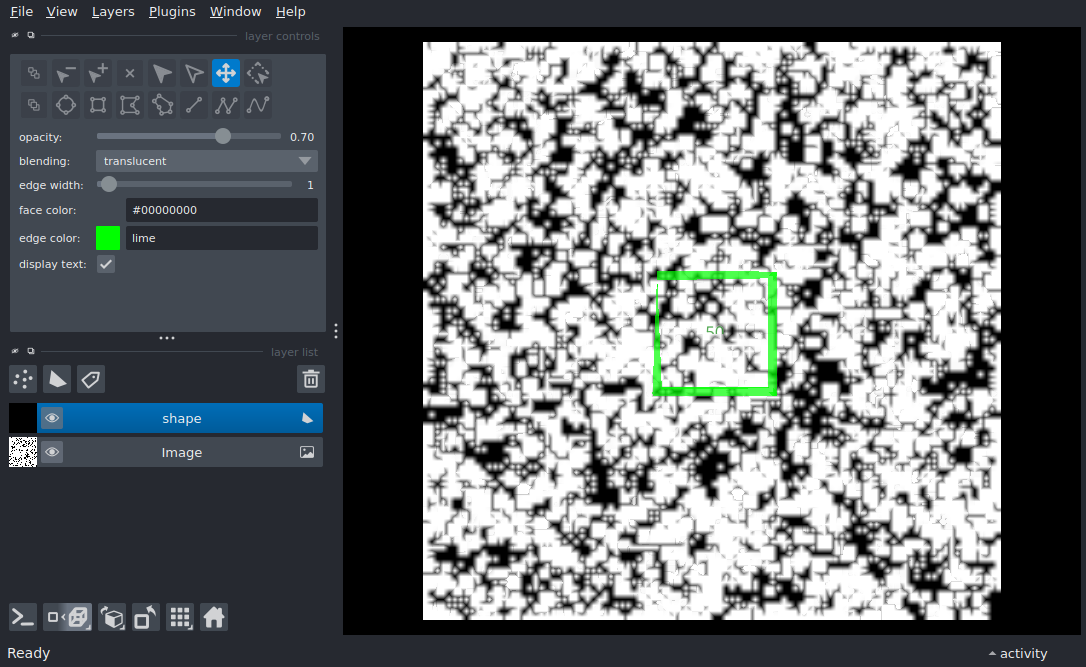 File View Layers Plugins Window Help
layer controls
opacity: 0.70
blending: translucent
edge width: 1
face color: #00000000
edge color: lime
display text:
layer list
shape
Image
50
Ready
activity